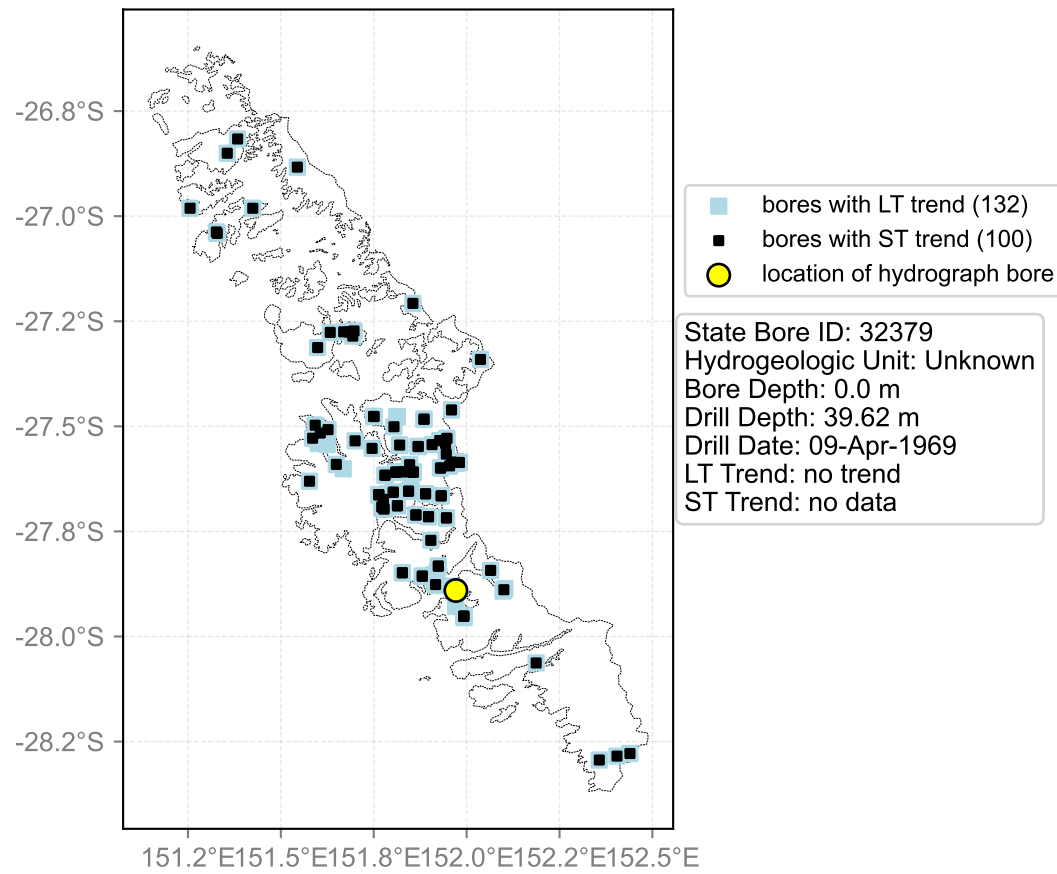 -26.8°S
-27.0°S
-27.2°S
-27.5°S
-27.8°S
-28.0°S
-28.2°S
151.2°E151.5°E151.8°E152.0°E152.2°E152.5°E
bores with LT trend (132)
bores with ST trend (100)
location of hydrograph bore
State Bore ID: 32379
Hydrogeologic Unit: Unknown
Bore Depth: 0.0 m
Drill Depth: 39.62 m
Drill Date: 09-Apr-1969
LT Trend: no trend
ST Trend: no data